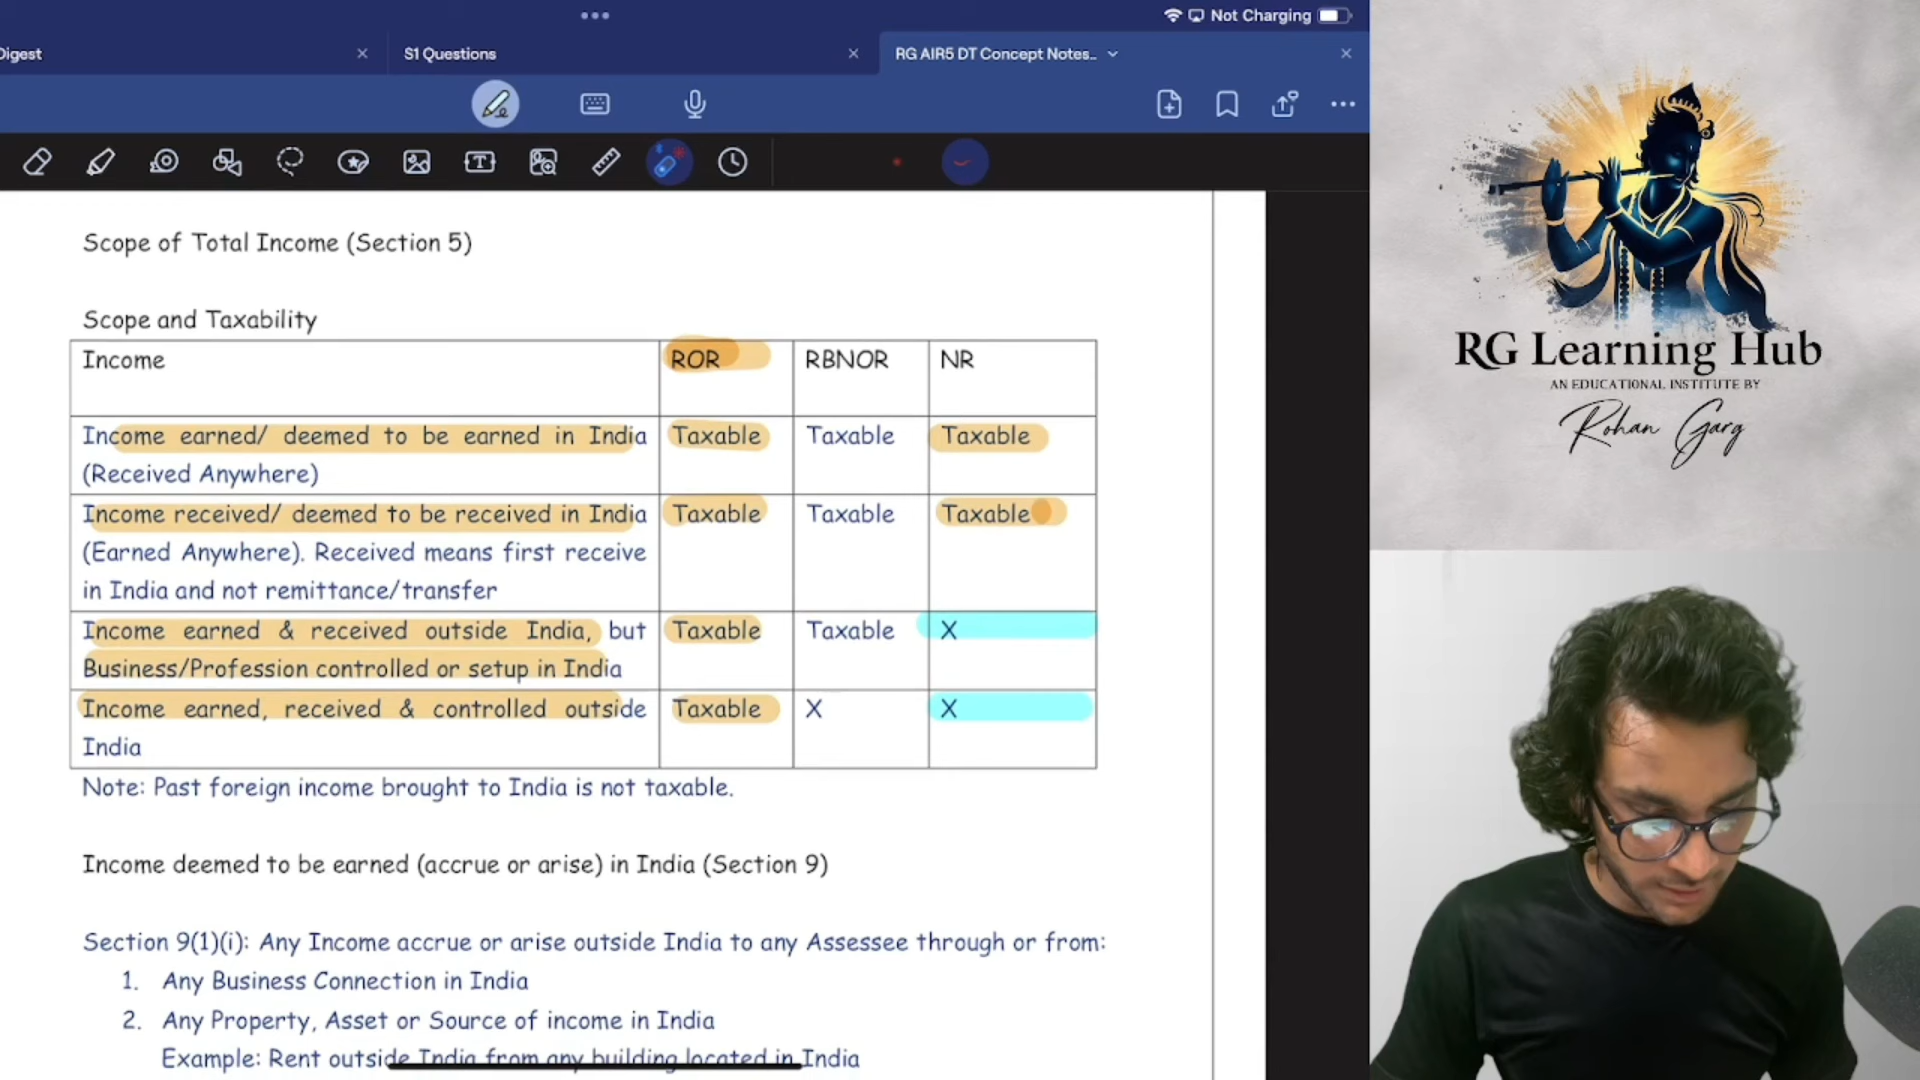 Not Charging
Digest
S1 Questions
RG AIR5 DT Concept Notes..
Scope of Total Income (Section 5)
Scope and Taxability
Income ROR RBNOR NR
Income earned/ deemed to be earned in India Taxable Taxable Taxable
(Received Anywhere)
Income received/ deemed to be received in India Taxable Taxable Taxable
(Earned Anywhere). Received means first receive
in India and not remittance/transfer
Income earned & received outside India, but Taxable Taxable X
Business/Profession controlled or setup in India
Income earned, received & controlled outside Taxable X X
India
Note: Past foreign income brought to India is not taxable.
Income deemed to be earned (accrue or arise) in India (Section 9)
Section 9(1)(i): Any Income accrue or arise outside India to any Assessee through or from:
1. Any Business Connection in India
2. Any Property, Asset or Source of income in India
Example: Rent outside India from any building located in India
RG Learning Hub
AN EDUCATIONAL INSTITUTE BY
Rohan Garg